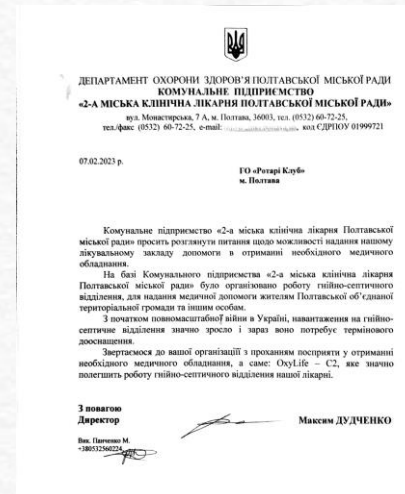 ДЕПАРТАМЕНТ ОХОРОНИ ЗДОРОВ'Я ПОЛТАВСЬКОЇ МІСЬКОЇ РАДИ
КОМУНАЛЬНЕ ПІДПРИЄМСТВО
«2-А МІСЬКА КЛІНІЧНА ЛІКАРНЯ ПОЛТАВСЬКОЇ МІСЬКОЇ РАДИ»
вул. Монастирська, 7 А, м. Полтава, 36003, тел. (0532) 60-72-25,
тел./факс (0532) 60-72-25, e-mail: код ЄДРПОУ 01999721
07.02.2023 р.
ГО «Ротарі Клуб»
м. Полтава
Комунальне підприємство «2-а міська клінічна лікарня Полтавської
міської ради» просить розглянути питання щодо можливості надання нашому
лікувальному закладу допомоги в отриманні необхідного медичного
обладнання.
На базі Комунального підприємства «2-а міська клінічна лікарня
Полтавської міської ради» було організовано роботу гнійно-септичного
відділення, для надання медичної допомоги жителям Полтавської об'єднаної
територіальної громади та іншим особам.
З початком повномасштабної війни в Україні, навантаження на гнійно-
септичне відділення значно зросло і зараз воно потребує термінового
дооснащення.
Звертаємося до вашої організації з проханням посприяти у отриманні
необхідного медичного обладнання, а саме: OxyLife – C2, яке значно
полегшить роботу гнійно-септичного відділення нашої лікарні.
З повагою
Директор Максим ДУДЧЕНКО
Вик. Панченко М.
+380532560224